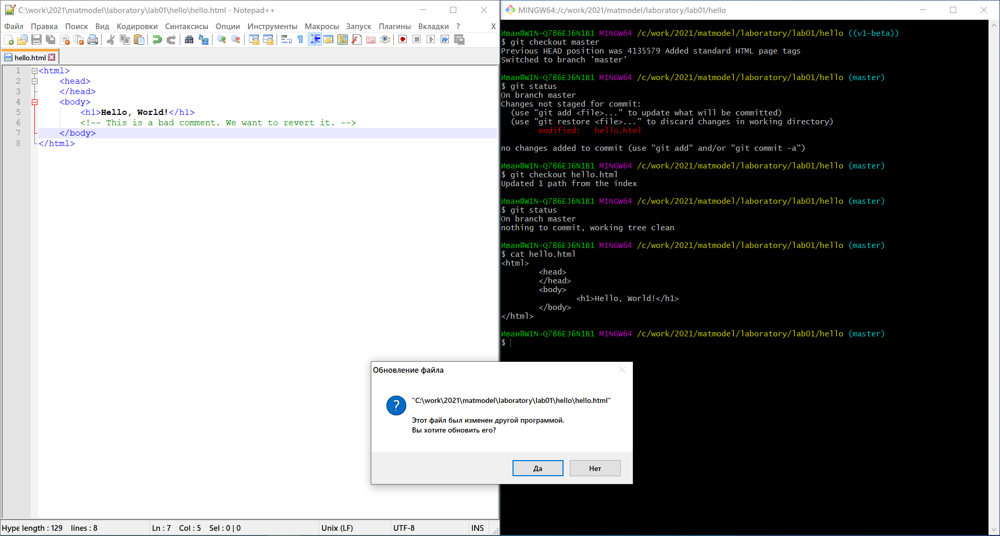 C:\work\2021\matmodel\laboratory\lab01\hello\hello.html - Notepad++
Файл Правка Поиск Вид Кодировки Синтаксисы Опции Инструменты Макросы Запуск Плагины Вкладки ? X
hello.html
1 <html>
2 <head>
3 </head>
4 <body>
5 <h1>Hello, World!</h1>
6 <!-- This is a bad comment. We want to revert it. -->
7 </body>
8 </html>
Hype length : 129 lines : 8 Ln : 7 Col : 5 Sel : 0 | 0 Unix (LF) UTF-8 INS
MINGW64:/c/work/2021/matmodel/laboratory/lab01/hello
Иван@WIN-Q786EJ6N1B1 MINGW64 /c/work/2021/matmodel/laboratory/lab01/hello ((v1-beta))
$ git checkout master
Previous HEAD position was 4135579 Added standard HTML page tags
Switched to branch 'master'
Иван@WIN-Q786EJ6N1B1 MINGW64 /c/work/2021/matmodel/laboratory/lab01/hello (master)
$ git status
On branch master
Changes not staged for commit:
(use "git add <file>..." to update what will be committed)
(use "git restore <file>..." to discard changes in working directory)
modified: hello.html
no changes added to commit (use "git add" and/or "git commit -a")
Иван@WIN-Q786EJ6N1B1 MINGW64 /c/work/2021/matmodel/laboratory/lab01/hello (master)
$ git checkout hello.html
Updated 1 path from the index
Иван@WIN-Q786EJ6N1B1 MINGW64 /c/work/2021/matmodel/laboratory/lab01/hello (master)
$ git status
On branch master
nothing to commit, working tree clean
Иван@WIN-Q786EJ6N1B1 MINGW64 /c/work/2021/matmodel/laboratory/lab01/hello (master)
$ cat hello.html
<html>
<head>
</head>
<body>
<h1>Hello, World!</h1>
</body>
</html>
Иван@WIN-Q786EJ6N1B1 MINGW64 /c/work/2021/matmodel/laboratory/lab01/hello (master)
$
Обновление файла
"C:\work\2021\matmodel\laboratory\lab01\hello\hello.html"
Этот файл был изменен другой программой.
Вы хотите обновить его?
Да Нет